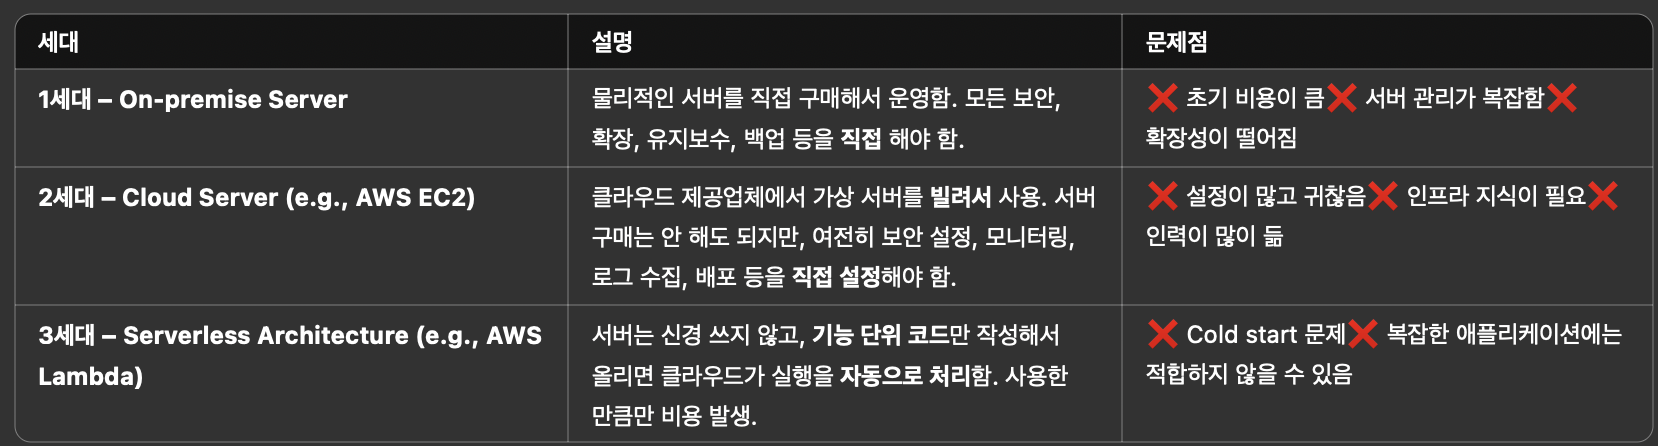 세대
설명
문제점
1세대 – On-premise Server
물리적인 서버를 직접 구매해서 운영함. 모든 보안,
확장, 유지보수, 백업 등을 직접 해야 함.
❌ 초기 비용이 큼❌ 서버 관리가 복잡함❌
확장성이 떨어짐
2세대 – Cloud Server (e.g., AWS EC2)
클라우드 제공업체에서 가상 서버를 빌려서 사용. 서버
구매는 안 해도 되지만, 여전히 보안 설정, 모니터링,
로그 수집, 배포 등을 직접 설정해야 함.
❌ 설정이 많고 귀찮음❌ 인프라 지식이 필요❌
인력이 많이 듦
3세대 – Serverless Architecture (e.g., AWS
Lambda)
서버는 신경 쓰지 않고, 기능 단위 코드만 작성해서
올리면 클라우드가 실행을 자동으로 처리함. 사용한
만큼만 비용 발생.
❌ Cold start 문제❌ 복잡한 애플리케이션에는
적합하지 않을 수 있음